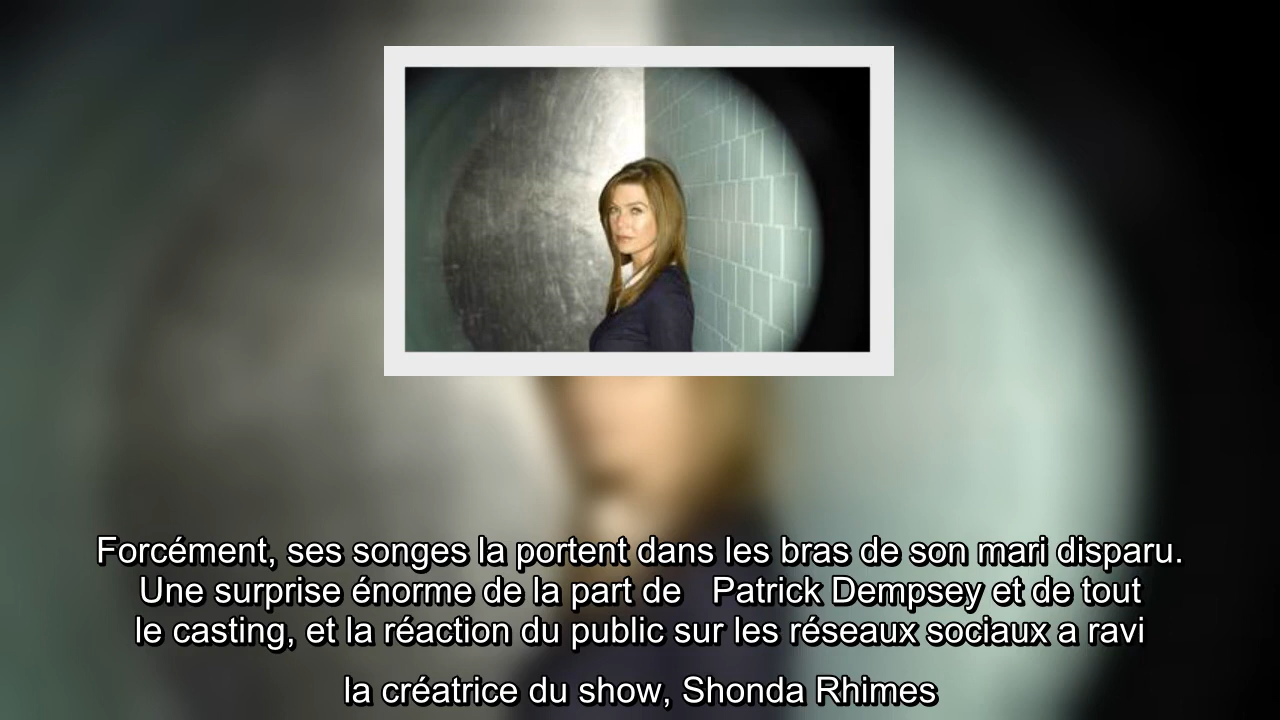 Forcément, ses songes la portent dans les bras de son mari disparu.
Une surprise énorme de la part de   Patrick Dempsey et de tout
le casting, et la réaction du public sur les réseaux sociaux a ravi
la créatrice du show, Shonda Rhimes